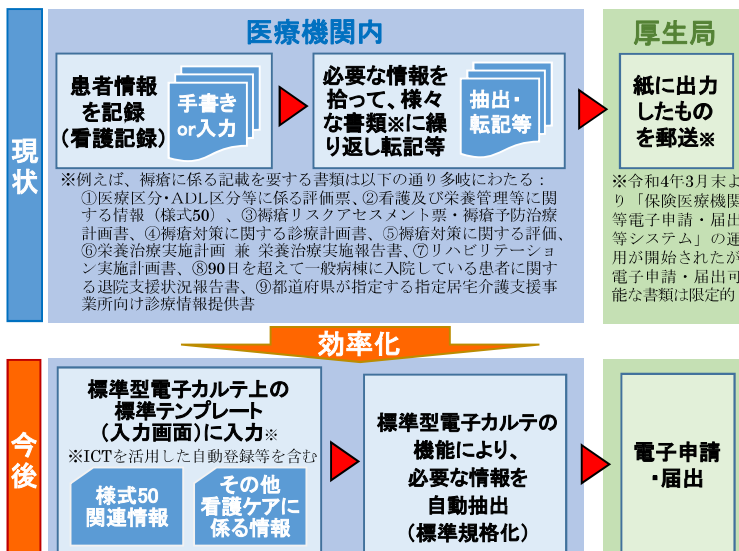 医療機関内
厚生局
現状
患者情報
を記録
(看護記録)
手書き
or入力
必要な情報を
拾って、様々
な書類※に繰
り返し転記等
抽出・
転記等
紙に出力
したもの
を郵送※
※例えば、褥瘡に係る記載を要する書類は以下の通り多岐にわたる：
①医療区分・ADL区分等に係る評価票、②看護及び栄養管理等に関
する情報（様式50）、③褥瘡リスクアセスメント票・褥瘡予防治療
計画書、④褥瘡対策に関する診療計画書、⑤褥瘡対策に関する評価、
⑥栄養治療実施計画 兼 栄養治療実施報告書、⑦リハビリテーショ
ン実施計画書、⑧90日を超えて一般病棟に入院している患者に関す
る退院支援状況報告書、⑨都道府県が指定する指定居宅介護支援事
業所向け診療情報提供書
※令和4年3月末よ
り「保険医療機関
等電子申請・届出
等システム」の運
用が開始されたが
電子申請・届出可
能な書類は限定的
効率化
今後
標準型電子カルテ上の
標準テンプレート
(入力画面)に入力※
※ICTを活用した自動登録等を含む
様式50
関連情報
その他
看護ケアに
係る情報
標準型電子カルテの
機能により、
必要な情報を
自動抽出
(標準規格化)
電子申請
・届出